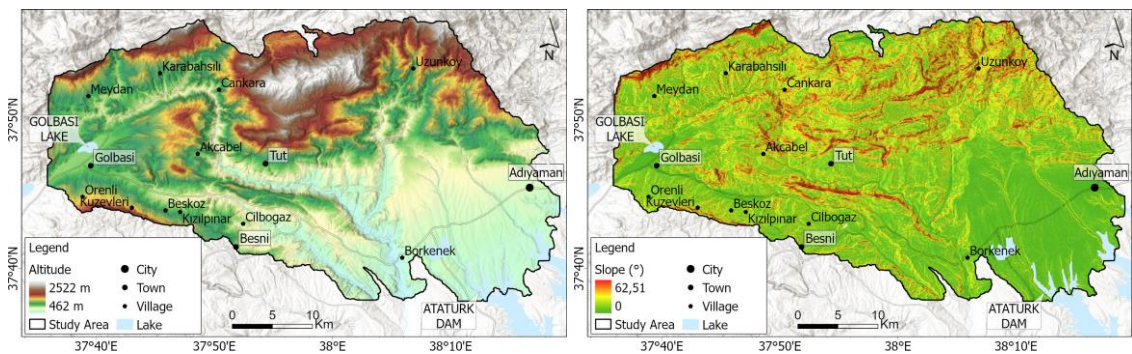 N
Karabahsılı
Uzunkoy
Cankara
Meydan
37°50'N
GOLBASI
LAKE
Akcabel
Golbasi
Tut
Adıyaman
Orenli
Kuzevleri
Beskoz
Kızılpınar
Cilbogaz
Besni
Borkenek
37°40'N
Legend
Altitude
2522 m
462 m
Study Area
City
Town
Village
Lake
0 5 10
Km
ATATURK
DAM
37°40'E 37°50'E 38°E 38°10'E
N
Karabahsılı
Uzunkoy
Cankara
Meydan
37°50'N
GOLBASI
LAKE
Akcabel
Golbasi
Tut
Adıyaman
Orenli
Kuzevleri
Beskoz
Kızılpınar
Cilbogaz
Besni
Borkenek
37°40'N
Legend
Slope (°)
62,51
0
Study Area
City
Town
Village
Lake
0 5 10
Km
ATATURK
DAM
37°40'E 37°50'E 38°E 38°10'E